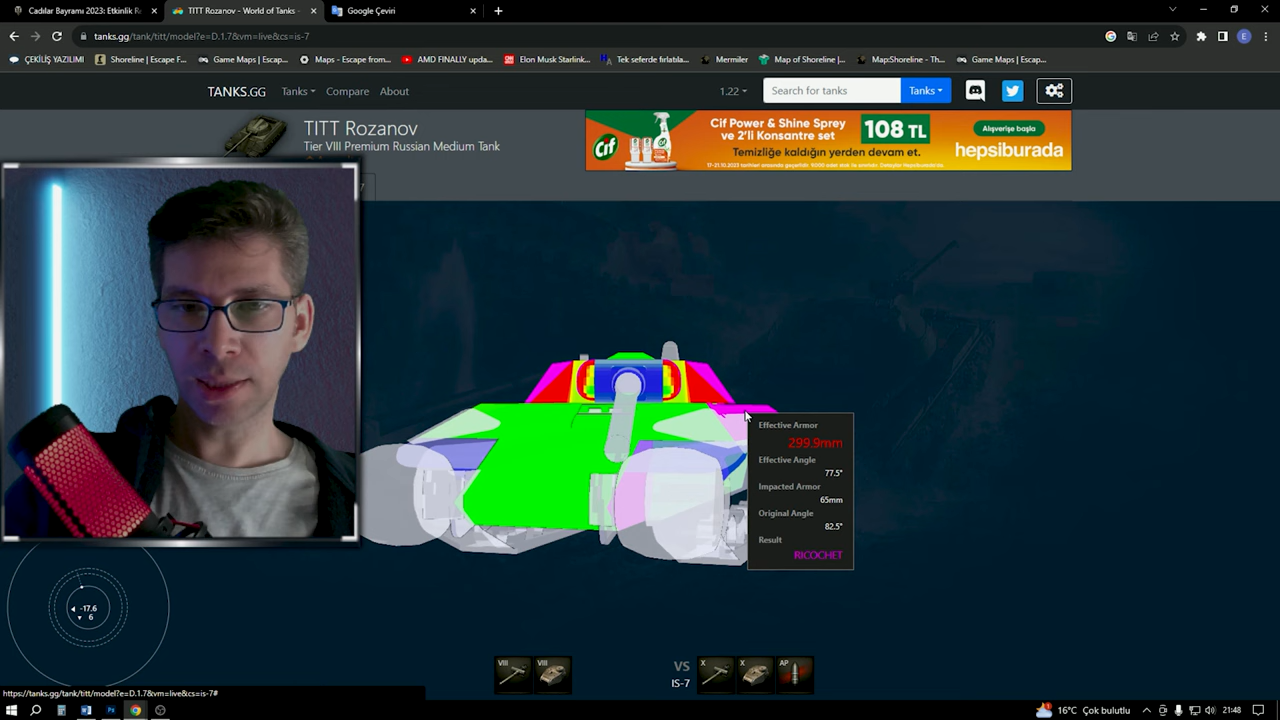 Cadılar Bayramı 2023: Etkinlik R
TITT Rozanov - World of Tanks -
Google Çeviri
tanks.gg/tank/titt/model?e=D.1.7&vm=live&cs=is-7
E
ÇEKİLİŞ YAZILIMI
Shoreline | Escape F...
Game Maps | Escap...
Maps - Escape from...
AMD FINALLY upda...
Elon Musk Starlink...
Tek seferde fırlatıla...
Mermiler
Map of Shoreline |...
Map:Shoreline - Th...
Game Maps | Escap...
TANKS.GG
Tanks
Compare
About
1.22
Search for tanks
Tanks
TITT Rozanov
Tier VIII Premium Russian Medium Tank
Cif
Cif Power & Shine Sprey
ve 2'li Konsantre set
108 TL
Temizliğe kaldığın yerden devam et.
Alışverişe başla
hepsiburada
Effective Armor
299.9mm
Effective Angle
77.5°
Impacted Armor
65mm
Original Angle
82.5°
Result
RICOCHET
-17.6
6
VIII
VIII
VS
IS-7
X
X
AP
https://tanks.gg/tank/titt/model?e=D.1.7&vm=live&cs=is-7#
16°C Çok bulutlu
21:48